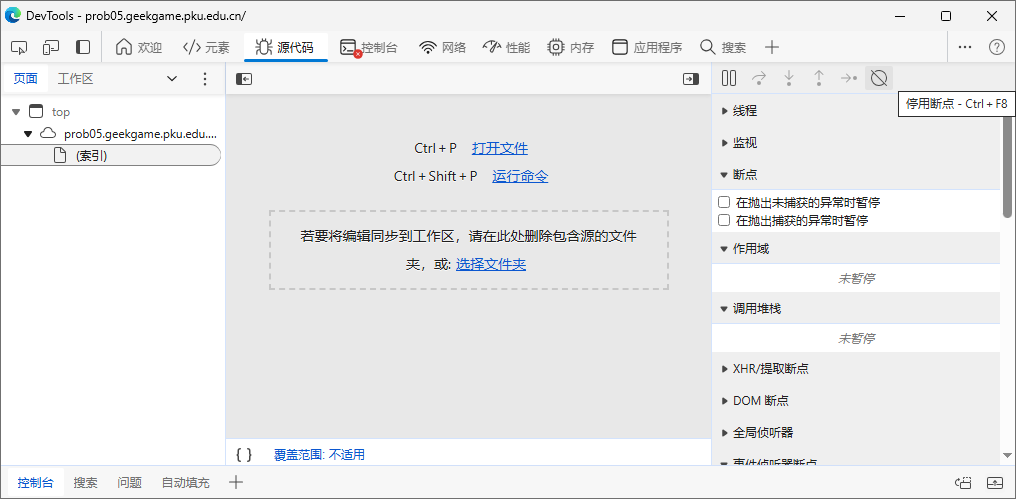 DevTools - prob05.geekgame.pku.edu.cn/
欢迎 元素 源代码 控制台 网络 性能 内存 应用程序 搜索
页面 工作区
停用断点 - Ctrl + F8
top
prob05.geekgame.pku.edu....
(索引)
Ctrl + P 打开文件
Ctrl + Shift + P 运行命令
若要将编辑同步到工作区，请在此处删除包含源的文件
夹，或: 选择文件夹
{ } 覆盖范围: 不适用
线程
监视
断点
在抛出未捕获的异常时暂停
在抛出捕获的异常时暂停
作用域
未暂停
调用堆栈
未暂停
XHR/提取断点
DOM 断点
全局侦听器
事件侦听器断点
控制台 搜索 问题 自动填充